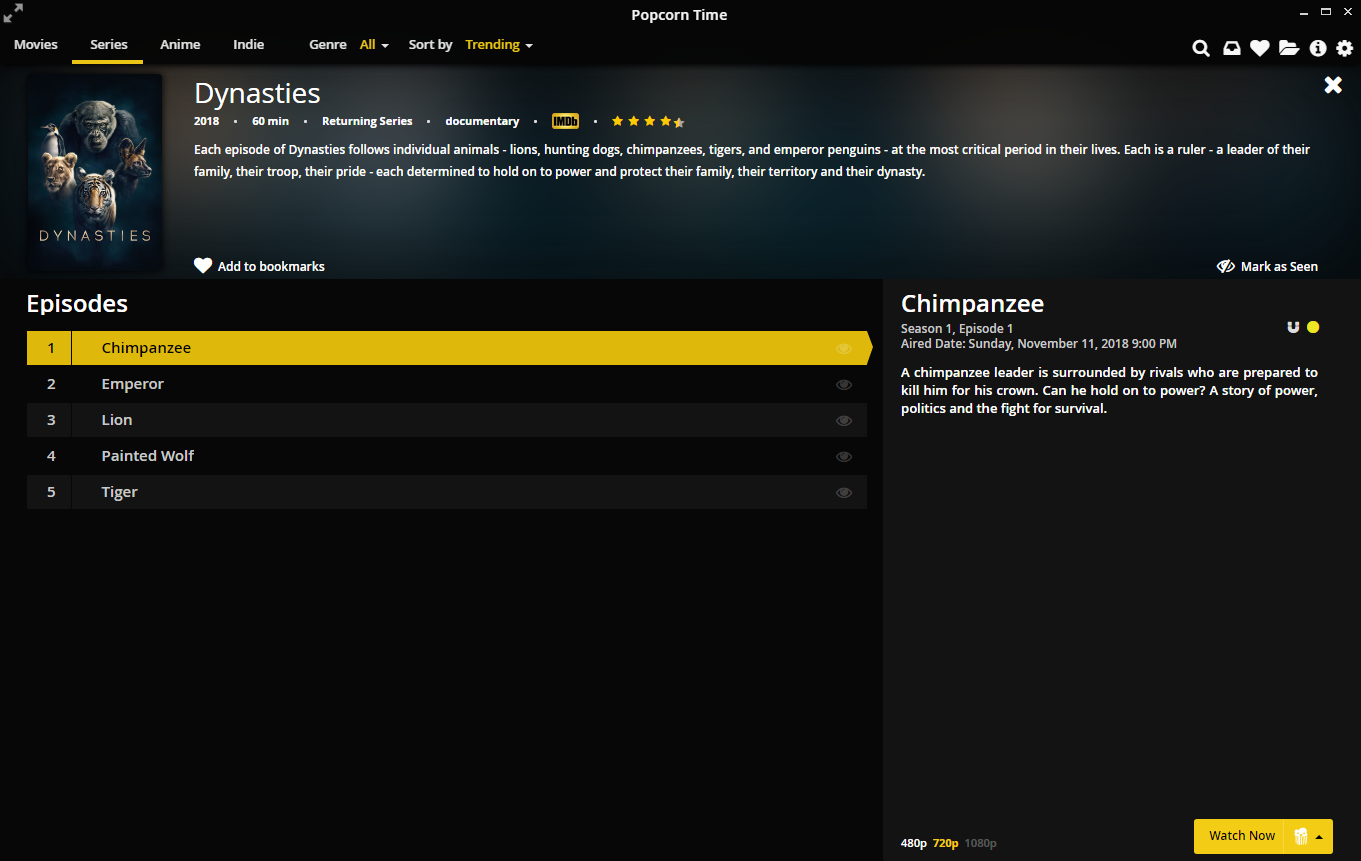 Popcorn Time
Movies Series Anime Indie Genre All Sort by Trending
Dynasties
2018 • 60 min • Returning Series • documentary • IMDb •
Each episode of Dynasties follows individual animals - lions, hunting dogs, chimpanzees, tigers, and emperor penguins - at the most critical period in their lives. Each is a ruler - a leader of their
family, their troop, their pride - each determined to hold on to power and protect their family, their territory and their dynasty.
DYNASTIES
Add to bookmarks
Mark as Seen
Episodes
1 Chimpanzee
2 Emperor
3 Lion
4 Painted Wolf
5 Tiger
Chimpanzee
Season 1, Episode 1
Aired Date: Sunday, November 11, 2018 9:00 PM
A chimpanzee leader is surrounded by rivals who are prepared to
kill him for his crown. Can he hold on to power? A story of power,
politics and the fight for survival.
480p 720p 1080p
Watch Now